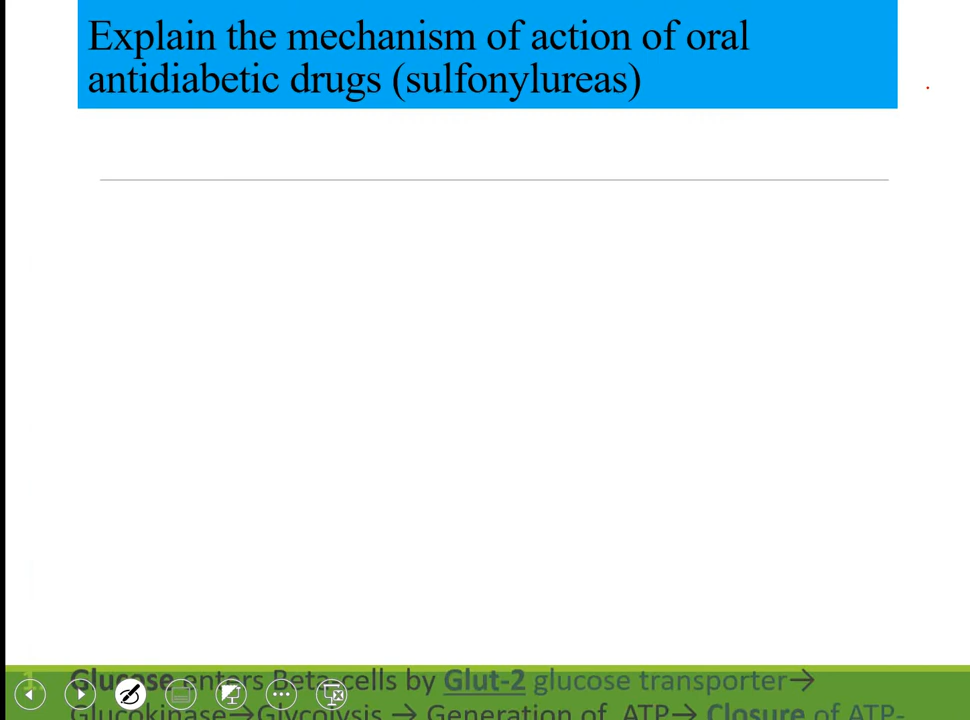 Explain the mechanism of action of oral
antidiabetic drugs (sulfonylureas)
1 Glucose enters Beta cells by Glut-2 glucose transporter→
Glucokinase→Glycolysis → Generation of ATP→ Closure of ATP-